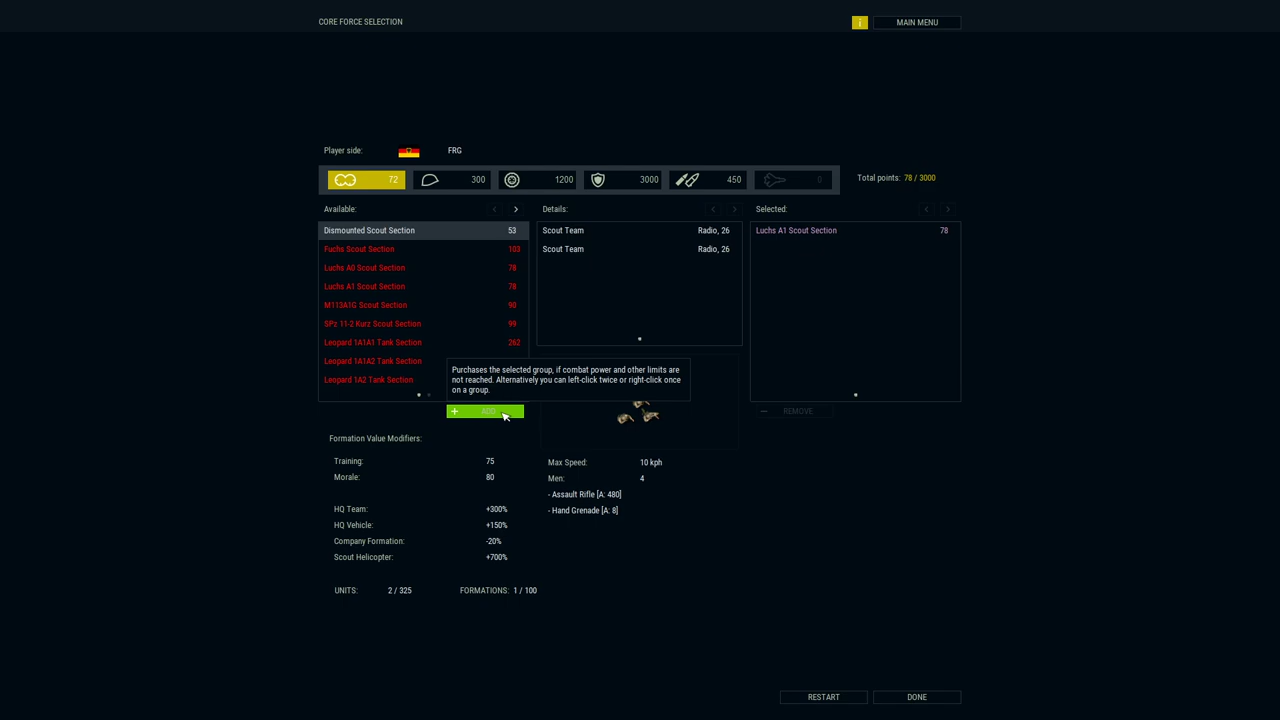 CORE FORCE SELECTION
i
MAIN MENU
Player side: FRG
72 300 1200 3000 450 0
Total points: 78 / 3000
Available:
Details:
Selected:
Dismounted Scout Section 53
Fuchs Scout Section 103
Luchs A0 Scout Section 78
Luchs A1 Scout Section 78
M113A1G Scout Section 90
SPz 11-2 Kurz Scout Section 99
Leopard 1A1A1 Tank Section 262
Leopard 1A1A2 Tank Section
Leopard 1A2 Tank Section
Scout Team Radio, 26
Scout Team Radio, 26
Luchs A1 Scout Section 78
Purchases the selected group, if combat power and other limits are
not reached. Alternatively you can left-click twice or right-click once
on a group.
+ ADD
— REMOVE
Formation Value Modifiers:
Training: 75
Morale: 80
HQ Team: +300%
HQ Vehicle: +150%
Company Formation: -20%
Scout Helicopter: +700%
UNITS: 2 / 325
FORMATIONS: 1 / 100
Max Speed: 10 kph
Men: 4
- Assault Rifle [A: 480]
- Hand Grenade [A: 8]
RESTART
DONE